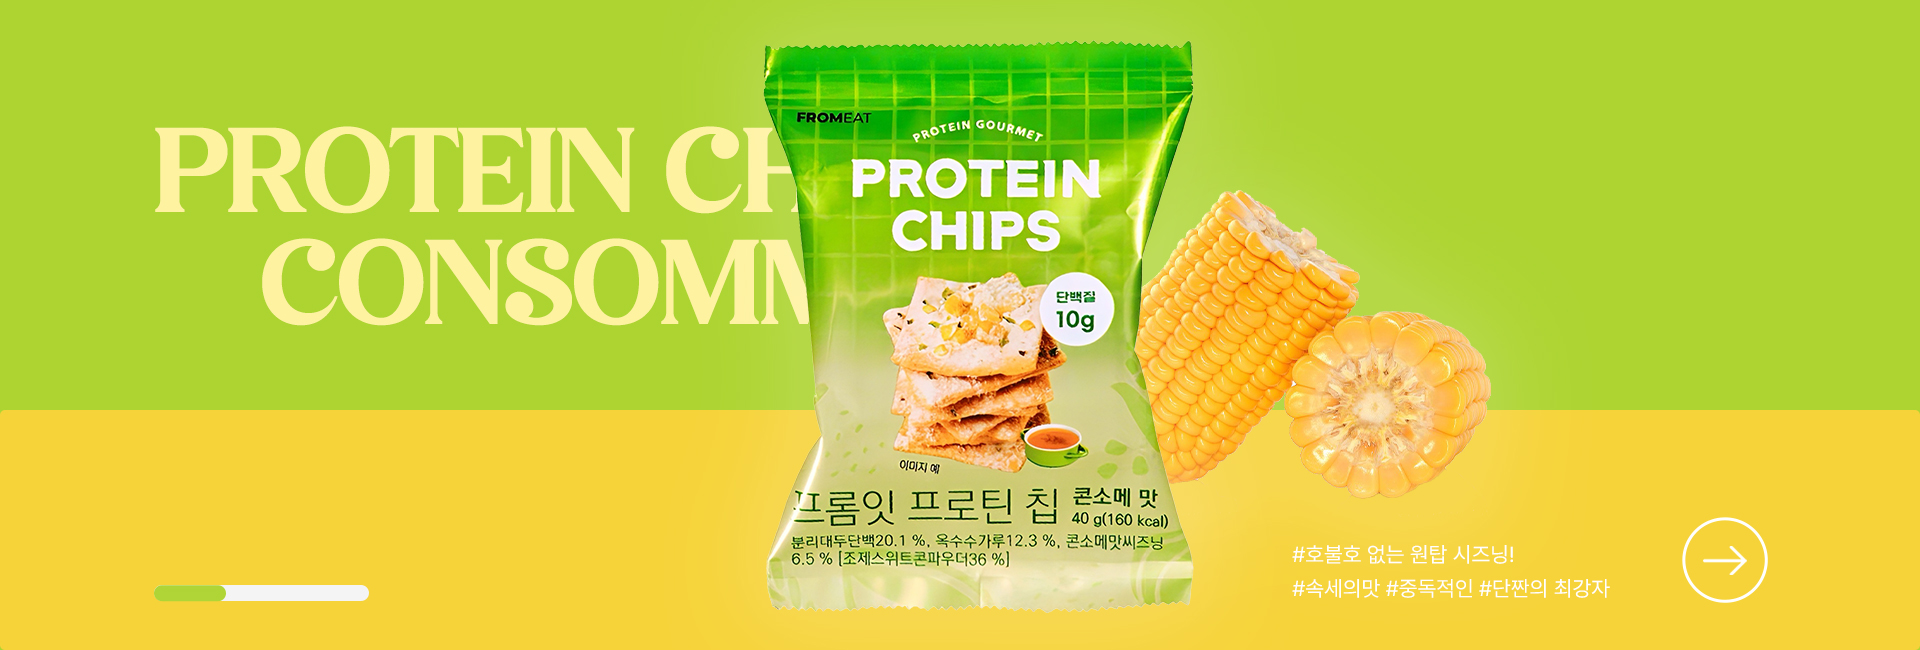 PROTEIN CH
CONSOMM
FROMEAT
PROTEIN GOURMET
PROTEIN
CHIPS
단백질
10g
이미지 예
프롬잇 프로틴 칩 콘소메 맛
40 g(160 kcal)
분리대두단백20.1 %, 옥수수가루12.3 %, 콘소메맛씨즈닝
6.5 % [조제스위트콘파우더36 %]
#호불호 없는 원탑 시즈닝!
#속세의맛 #중독적인 #단짠의 최강자